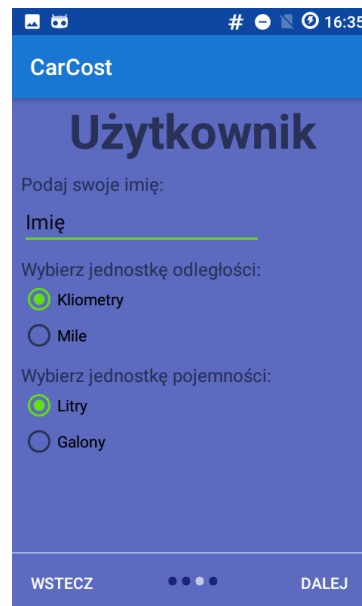 # 16:35
CarCost
Użytkownik
Podaj swoje imię:
Imię
Wybierz jednostkę odległości:
Kliometry
Mile
Wybierz jednostkę pojemności:
Litry
Galony
WSTECZ DALEJ